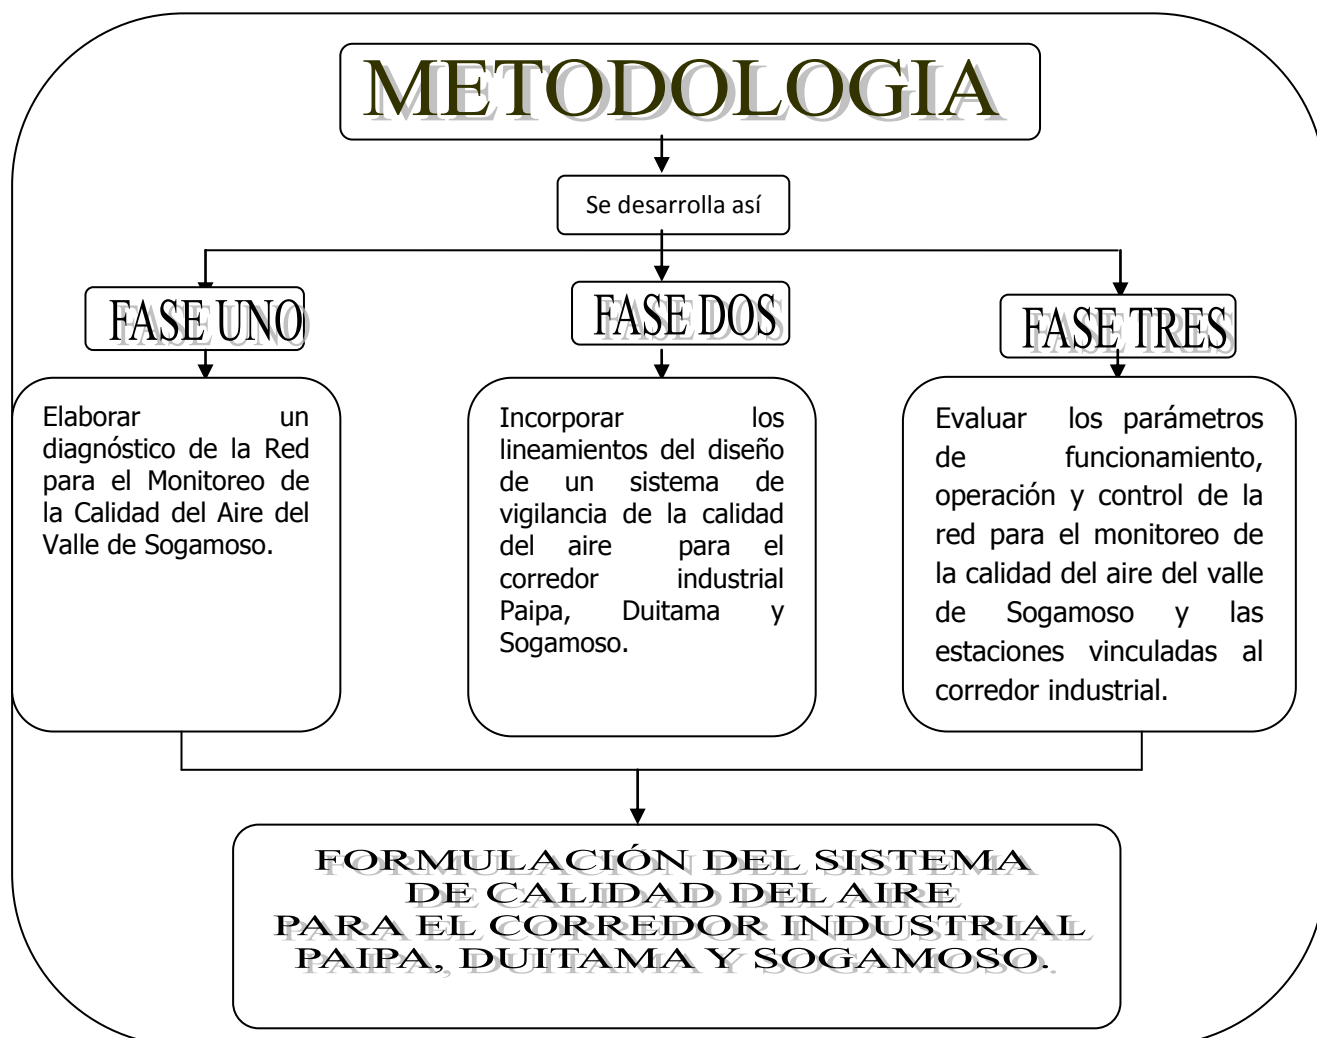 METODOLOGIA
Se desarrolla así
FASE UNO
FASE DOS
FASE TRES
Elaborar un
diagnóstico de la Red
para el Monitoreo de
la Calidad del Aire del
Valle de Sogamoso.
Incorporar los
lineamientos del diseño
de un sistema de
vigilancia de la calidad
del aire para el
corredor industrial
Paipa, Duitama y
Sogamoso.
Evaluar los parámetros
de funcionamiento,
operación y control de la
red para el monitoreo de
la calidad del aire del valle
de Sogamoso y las
estaciones vinculadas al
corredor industrial.
FORMULACIÓN DEL SISTEMA
DE CALIDAD DEL AIRE
PARA EL CORREDOR INDUSTRIAL
PAIPA, DUITAMA Y SOGAMOSO.